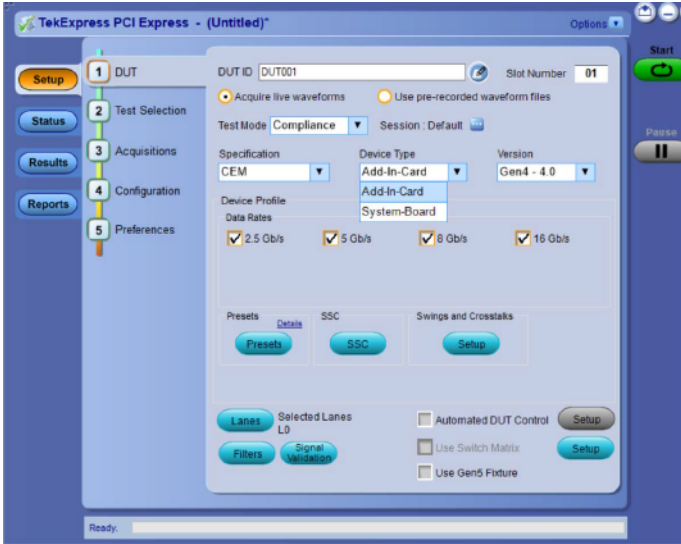 TekExpress PCI Express - (Untitled)*
Options
Start
Pause
Setup
Status
Results
Reports
1 DUT
2 Test Selection
3 Acquisitions
4 Configuration
5 Preferences
DUT ID DUT001
Slot Number 01
Acquire live waveforms
Use pre-recorded waveform files
Test Mode Compliance
Session : Default
Specification
Device Type
Version
CEM
Add-In-Card
Gen4 - 4.0
Add-In-Card
System-Board
Device Profile
Data Rates
2.5 Gb/s
5 Gb/s
8 Gb/s
16 Gb/s
Presets
Details
SSC
Swings and Crosstalks
Presets
SSC
Setup
Lanes
Selected Lanes
L0
Automated DUT Control
Setup
Filters
Signal
Validation
Use Switch Matrix
Setup
Use Gen5 Fixture
Ready.